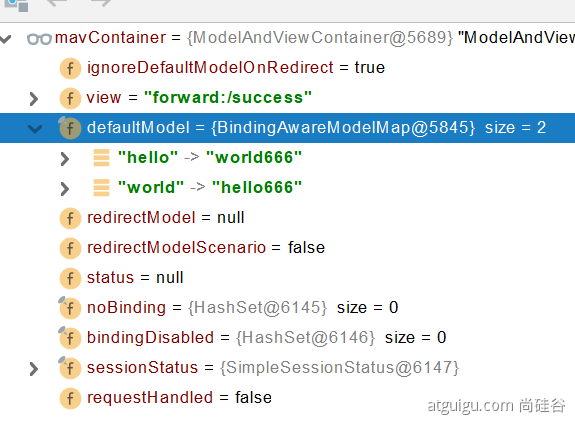 mavContainer = {ModelAndViewContainer@5689} "ModelAndView
ignoreDefaultModelOnRedirect = true
view = "forward:/success"
defaultModel = {BindingAwareModelMap@5845} size = 2
"hello" -> "world666"
"world" -> "hello666"
redirectModel = null
redirectModelScenario = false
status = null
noBinding = {HashSet@6145} size = 0
bindingDisabled = {HashSet@6146} size = 0
sessionStatus = {SimpleSessionStatus@6147}
requestHandled = false
atguigu.com 尚硅谷